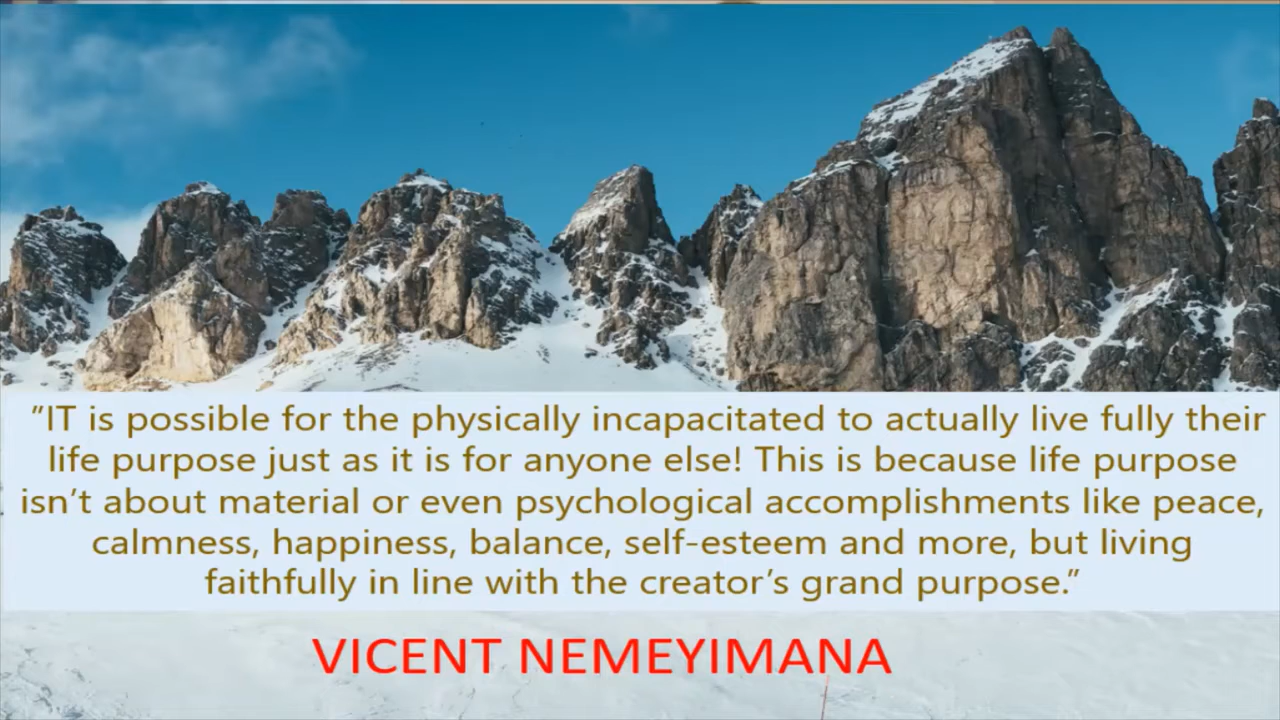 ”IT is possible for the physically incapacitated to actually live fully their
life purpose just as it is for anyone else! This is because life purpose
isn’t about material or even psychological accomplishments like peace,
calmness, happiness, balance, self-esteem and more, but living
faithfully in line with the creator’s grand purpose.”
VICENT NEMEYIMANA